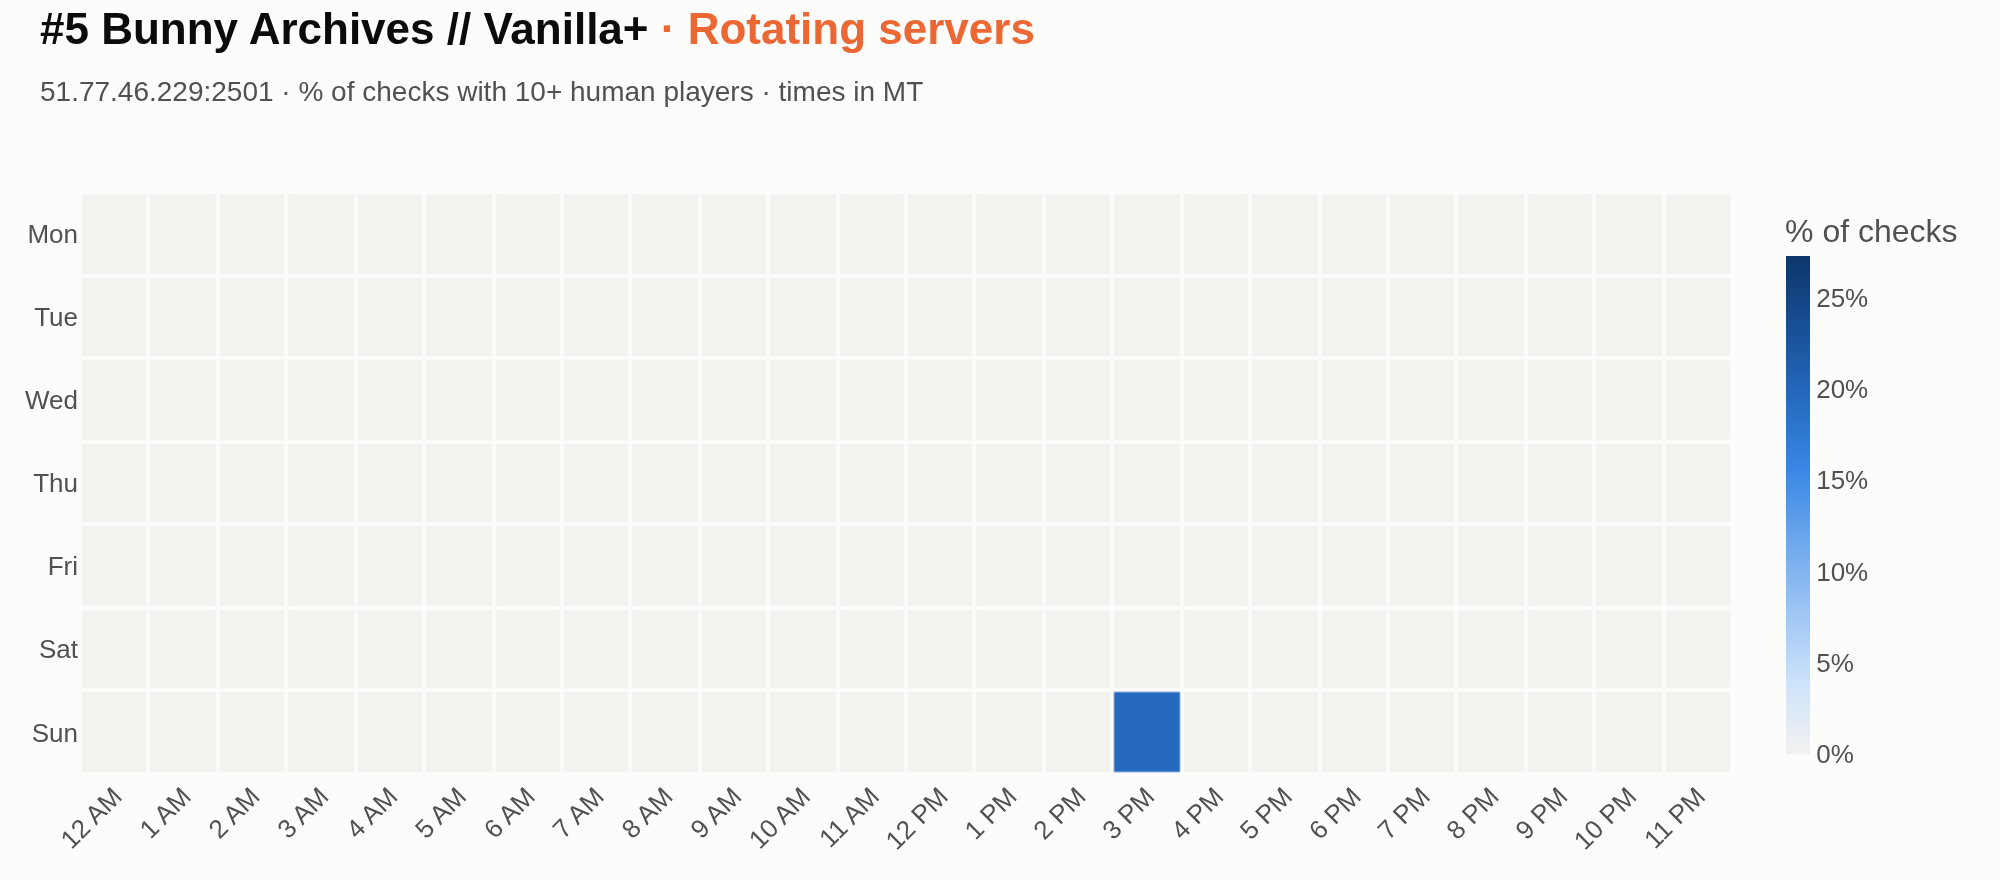 #5 Bunny Archives // Vanilla+ · Rotating servers
51.77.46.229:2501 · % of checks with 10+ human players · times in MT
% of checks
Mon
Tue
Wed
Thu
Fri
Sat
Sun
25%
20%
15%
10%
5%
0%
12 AM
1 AM
2 AM
3 AM
4 AM
5 AM
6 AM
7 AM
8 AM
9 AM
10 AM
11 AM
12 PM
1 PM
2 PM
3 PM
4 PM
5 PM
6 PM
7 PM
8 PM
9 PM
10 PM
11 PM